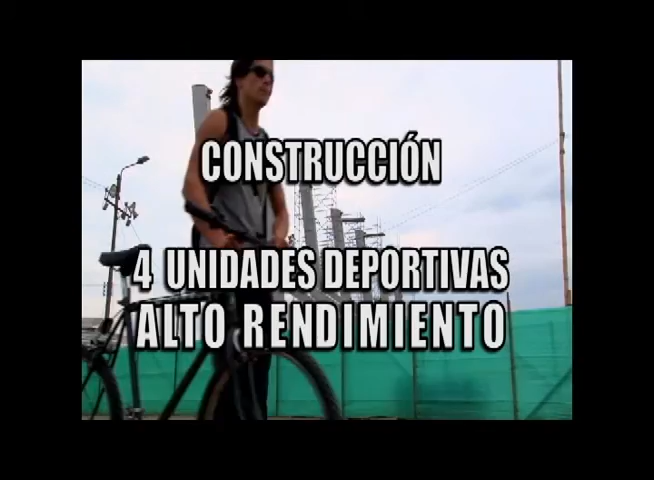 CONSTRUCCIÓN
4 UNIDADES DEPORTIVAS
ALTO RENDIMIENTO